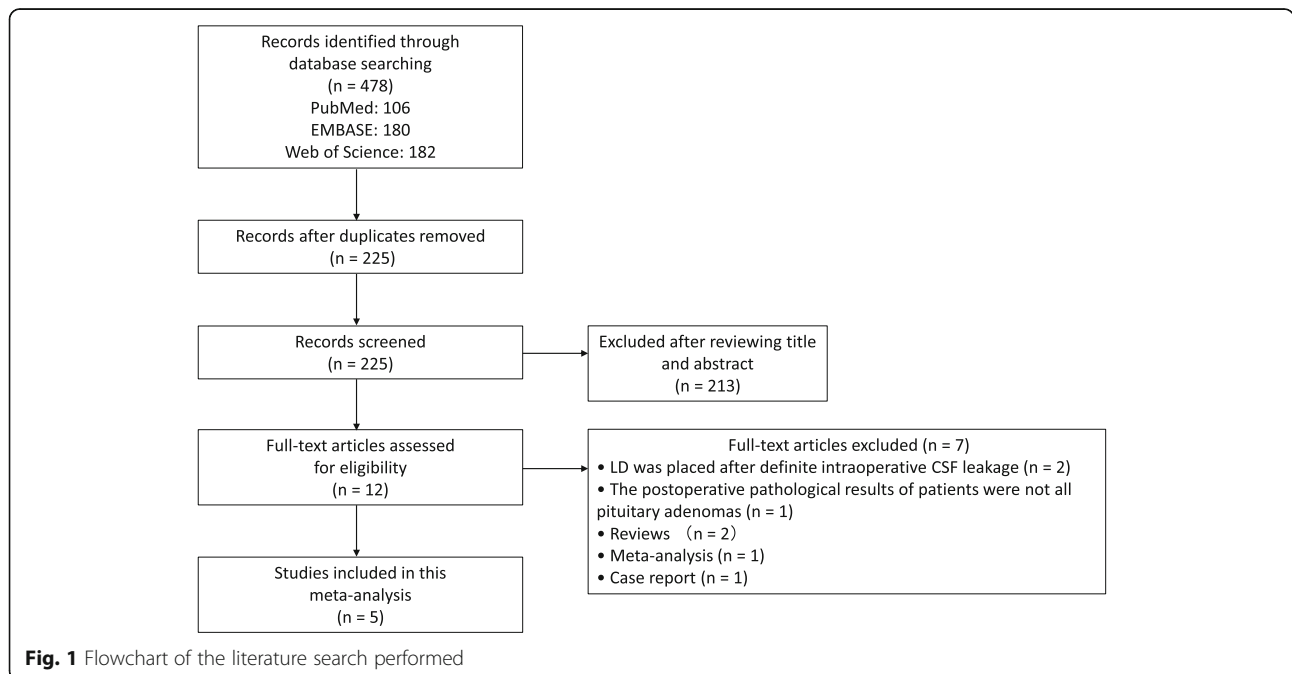 Records identified through
database searching
(n = 478)
PubMed: 106
EMBASE: 180
Web of Science: 182
Records after duplicates removed
(n = 225)
Records screened
(n = 225)
Excluded after reviewing title
and abstract
(n = 213)
Full-text articles assessed
for eligibility
(n = 12)
Full-text articles excluded (n = 7)
• LD was placed after definite intraoperative CSF leakage (n = 2)
• The postoperative pathological results of patients were not all
pituitary adenomas (n = 1)
• Reviews （n = 2）
• Meta-analysis (n = 1)
• Case report (n = 1)
Studies included in this
meta-analysis
(n = 5)
Fig. 1 Flowchart of the literature search performed